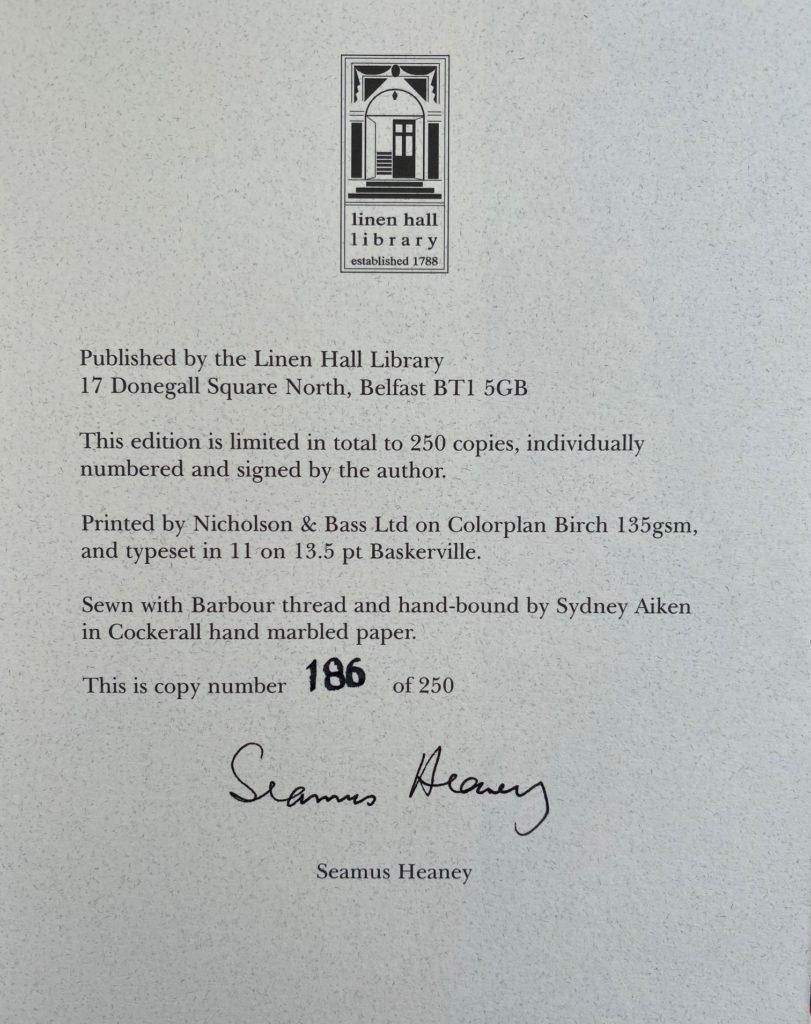 linen hall
library
established 1788
Published by the Linen Hall Library
17 Donegall Square North, Belfast BT1 5GB
This edition is limited in total to 250 copies, individually
numbered and signed by the author.
Printed by Nicholson & Bass Ltd on Colorplan Birch 135gsm,
and typeset in 11 on 13.5 pt Baskerville.
Sewn with Barbour thread and hand-bound by Sydney Aiken
in Cockerall hand marbled paper.
This is copy number 186 of 250
Seamus Heaney
Seamus Heaney